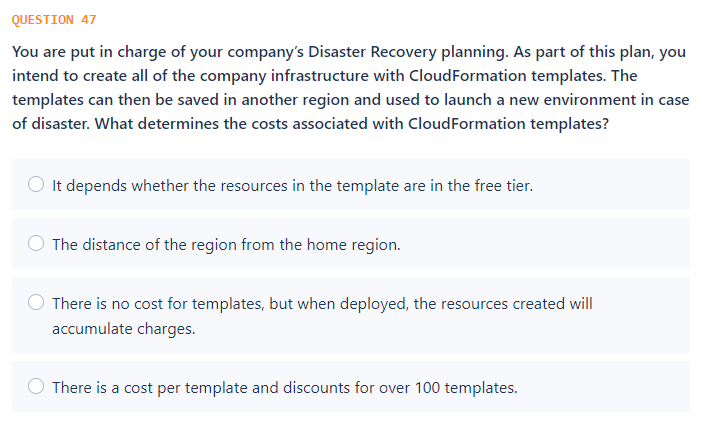 QUESTION 47
You are put in charge of your company's Disaster Recovery planning. As part of this plan, you
intend to create all of the company infrastructure with CloudFormation templates. The
templates can then be saved in another region and used to launch a new environment in case
of disaster. What determines the costs associated with CloudFormation templates?
It depends whether the resources in the template are in the free tier.
The distance of the region from the home region.
There is no cost for templates, but when deployed, the resources created will
accumulate charges.
There is a cost per template and discounts for over 100 templates.